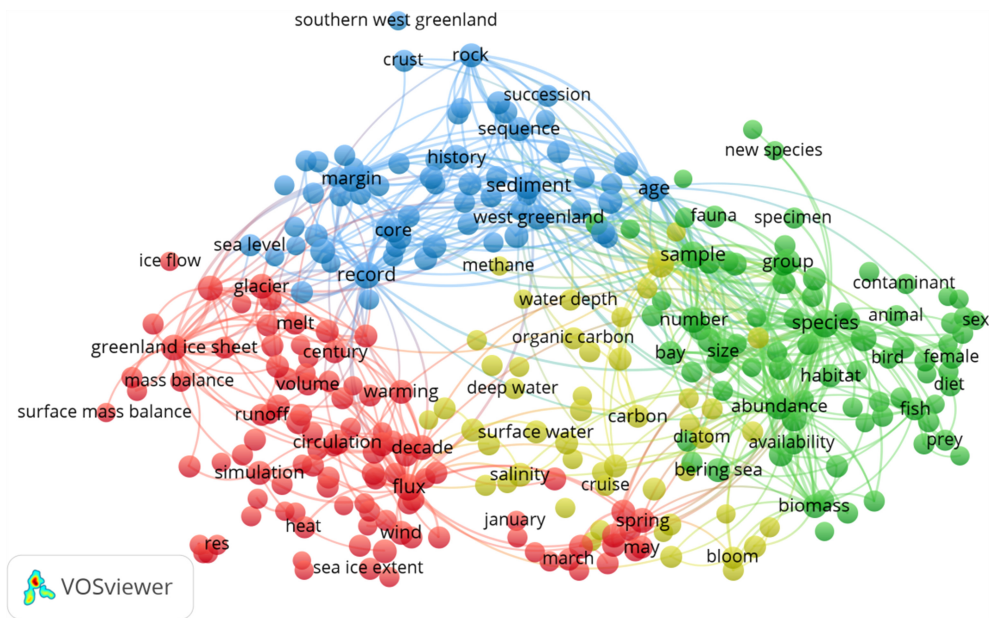 southern west greenland
crust
rock
succession
sequence
new species
history
margin
sediment
age
west greenland
fauna
specimen
core
sea level
sample
ice flow
methane
group
record
glacier
contaminant
water depth
melt
number
species
animal
sex
organic carbon
greenland ice sheet
century
bay
size
bird
female
mass balance
volume
warming
deep water
habitat
diet
surface mass balance
runoff
carbon
abundance
fish
circulation
decade
surface water
diatom
availability
prey
simulation
flux
salinity
cruise
bering sea
biomass
heat
wind
january
spring
res
sea ice extent
march
may
bloom
VOSviewer